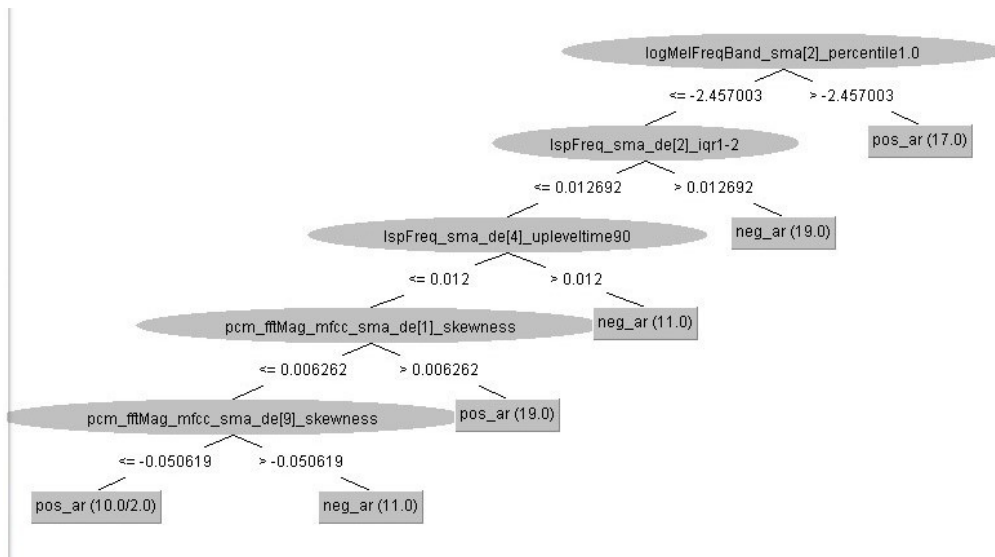 logMelFreqBand_sma[2]_percentile1.0
<= -2.457003 > -2.457003
lspFreq_sma_de[2]_iqr1-2
pos_ar (17.0)
<= 0.012692 > 0.012692
lspFreq_sma_de[4]_upleveltime90
neg_ar (19.0)
<= 0.012 > 0.012
pcm_fftMag_mfcc_sma_de[1]_skewness
neg_ar (11.0)
<= 0.006262 > 0.006262
pcm_fftMag_mfcc_sma_de[9]_skewness
pos_ar (19.0)
<= -0.050619 > -0.050619
pos_ar (10.0/2.0)
neg_ar (11.0)